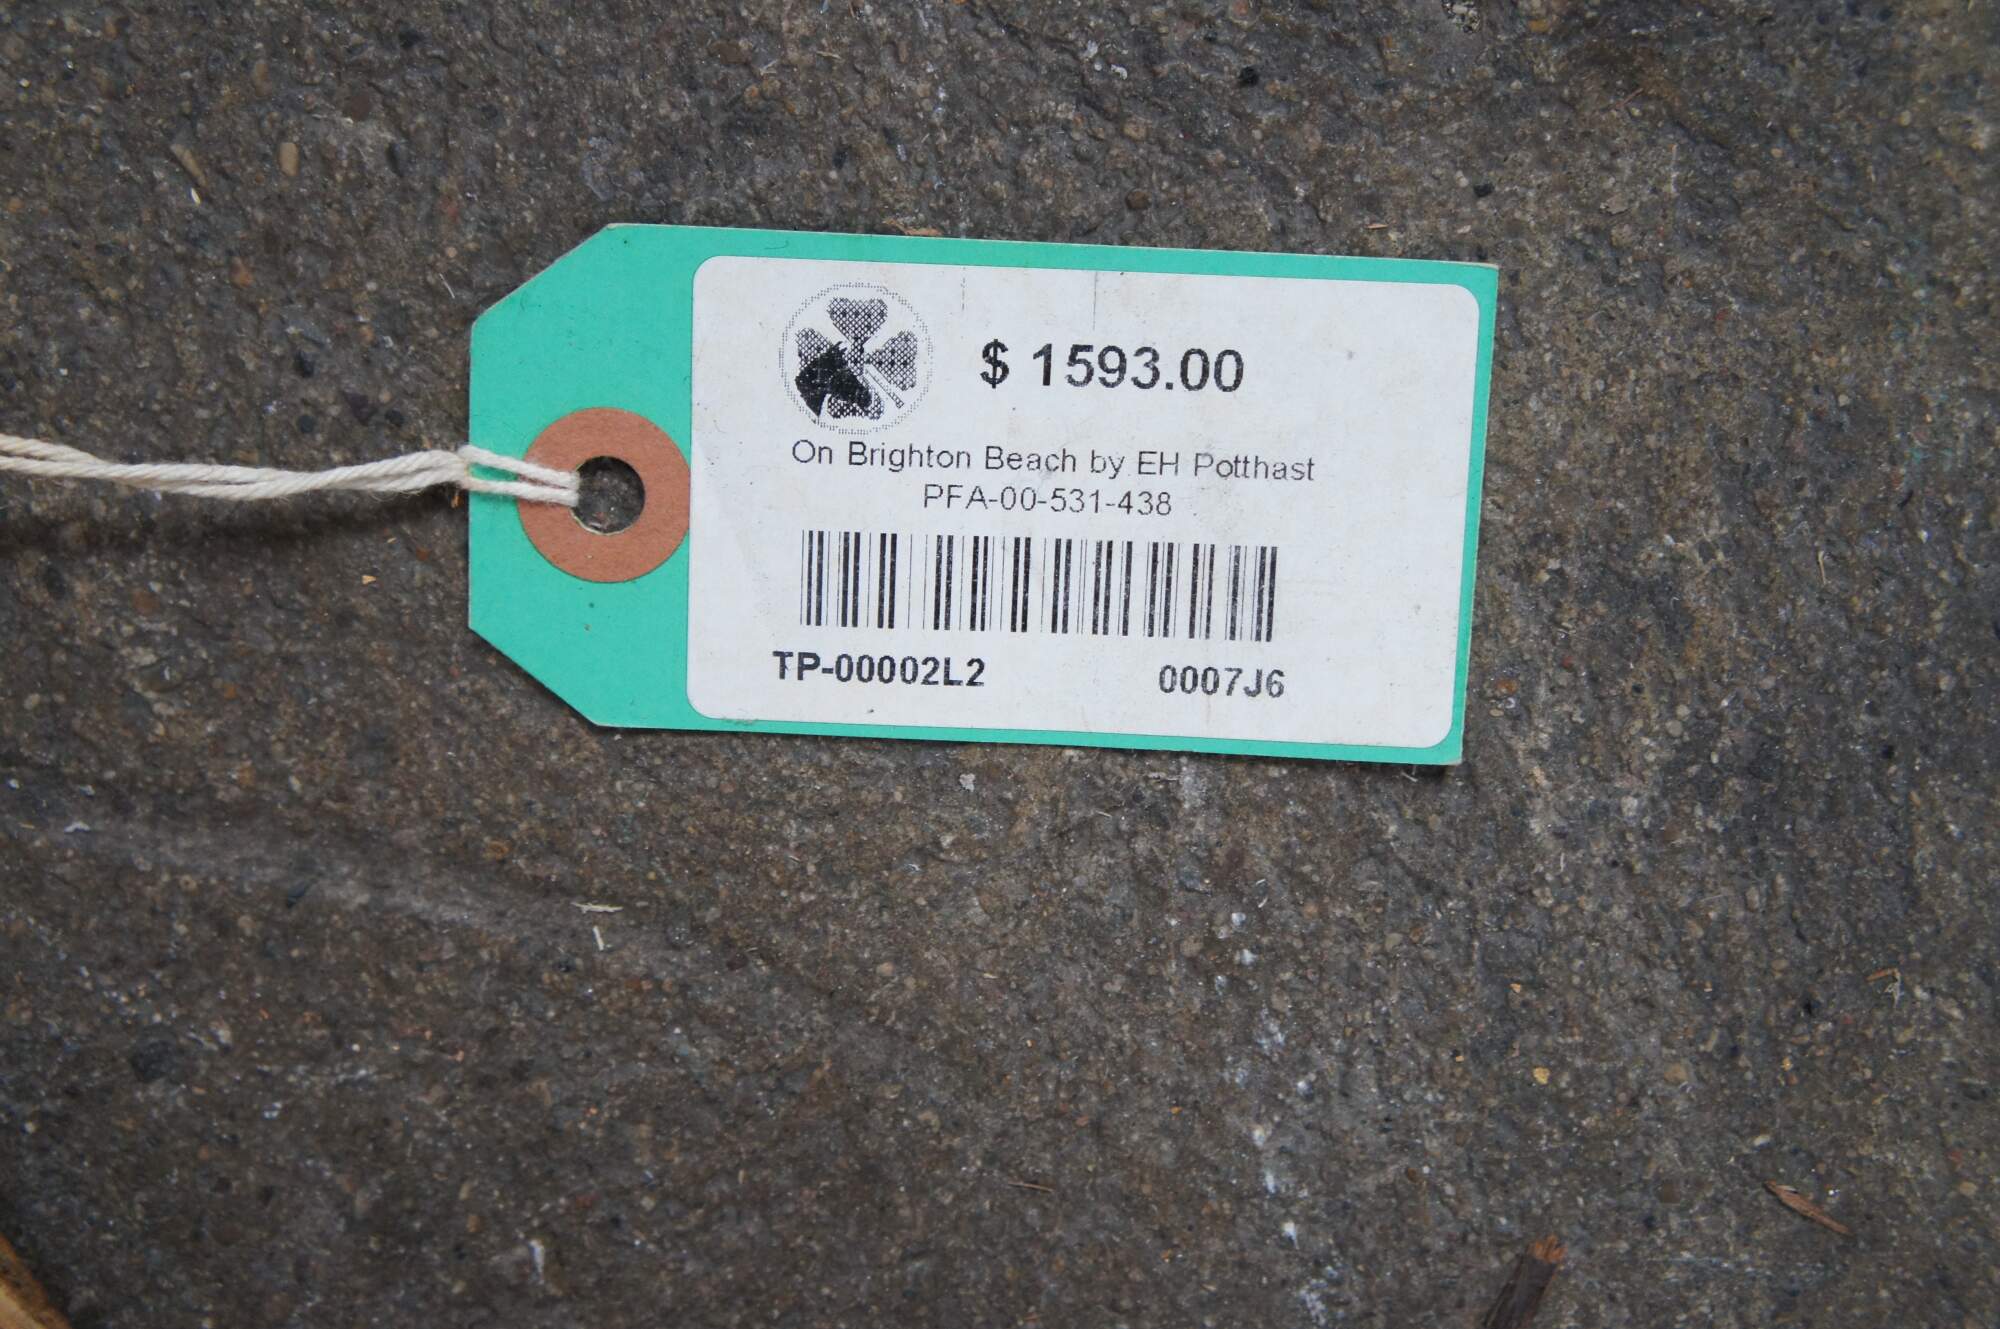 $ 1593.00
On Brighton Beach by EH Potthast
PFA-00-531-438
TP-00002L2 0007J6